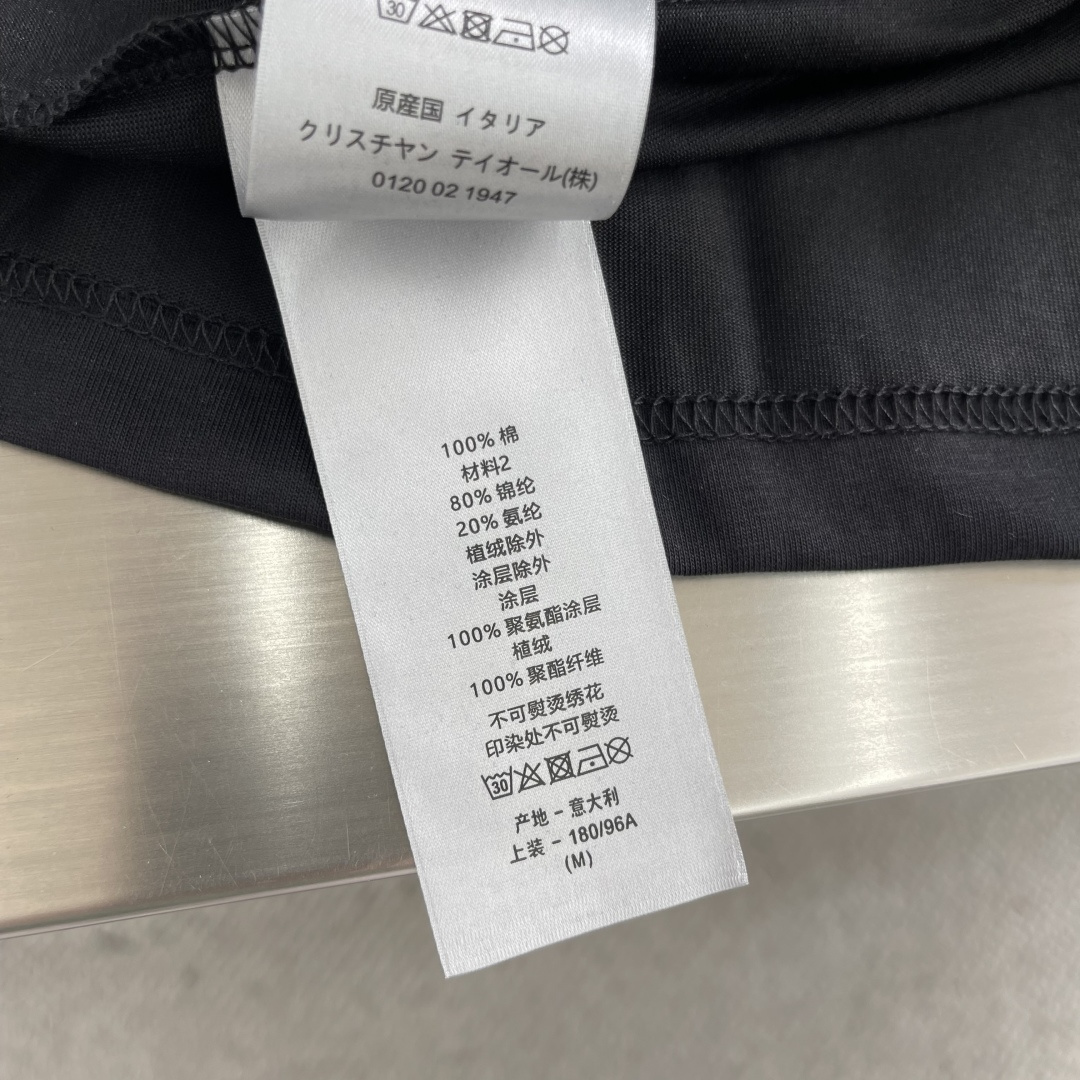 30
原産国 イタリア
クリスチヤン テイオール(株)
0120 02 1947
100% 棉
材料2
80% 锦纶
20% 氨纶
植绒除外
涂层除外
涂层
100% 聚氨酯涂层
植绒
100% 聚酯纤维
不可熨烫绣花
印染处不可熨烫
30
产地 – 意大利
上装 – 180/96A
(M)